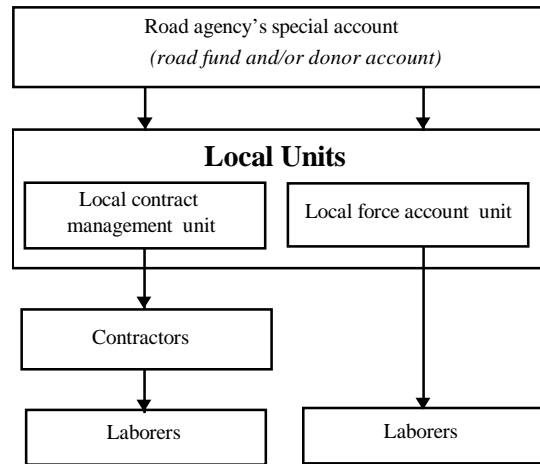 Road agency's special account
(road fund and/or donor account)
Local Units
Local contract
management unit
Local force account unit
Contractors
Laborers
Laborers